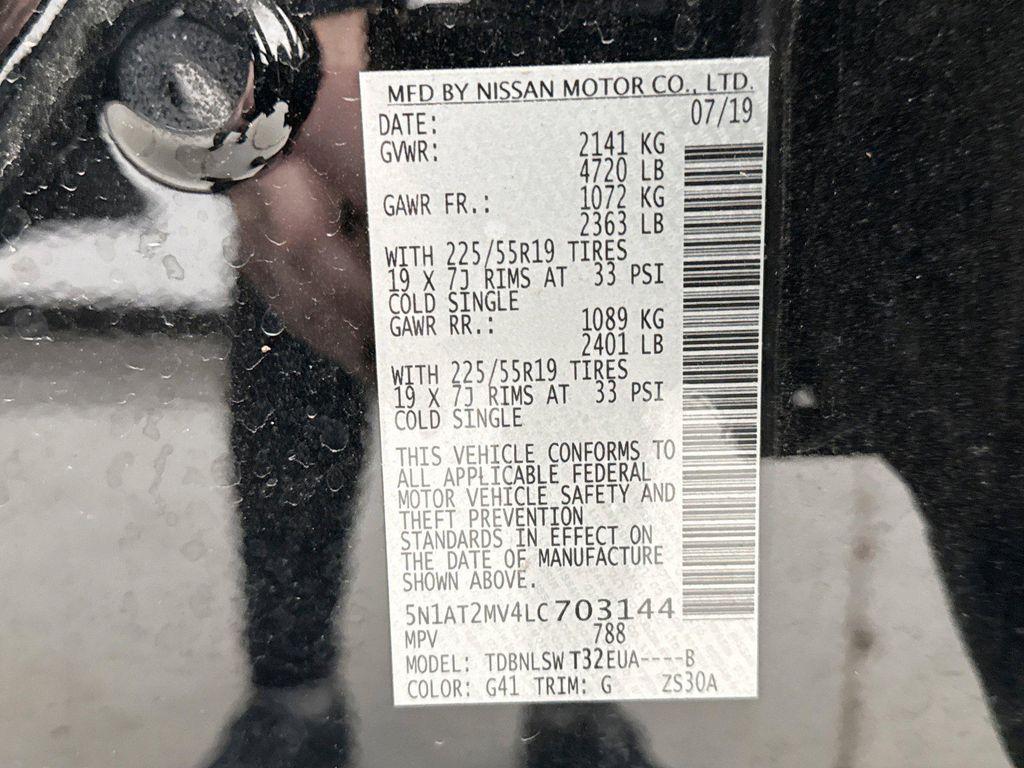 MFD BY NISSAN MOTOR CO., LTD.
DATE: 07/19
GVWR: 2141 KG
4720 LB
GAWR FR.: 1072 KG
2363 LB
WITH 225/55R19 TIRES
19 X 7J RIMS AT 33 PSI
COLD SINGLE
GAWR RR.: 1089 KG
2401 LB
WITH 225/55R19 TIRES
19 X 7J RIMS AT 33 PSI
COLD SINGLE
THIS VEHICLE CONFORMS TO
ALL APPLICABLE FEDERAL
MOTOR VEHICLE SAFETY AND
THEFT PREVENTION
STANDARDS IN EFFECT ON
THE DATE OF MANUFACTURE
SHOWN ABOVE.
5N1AT2MV4LC703144
MPV 788
MODEL: TDBNLSWT32EUA----B
COLOR: G41 TRIM: G ZS30A